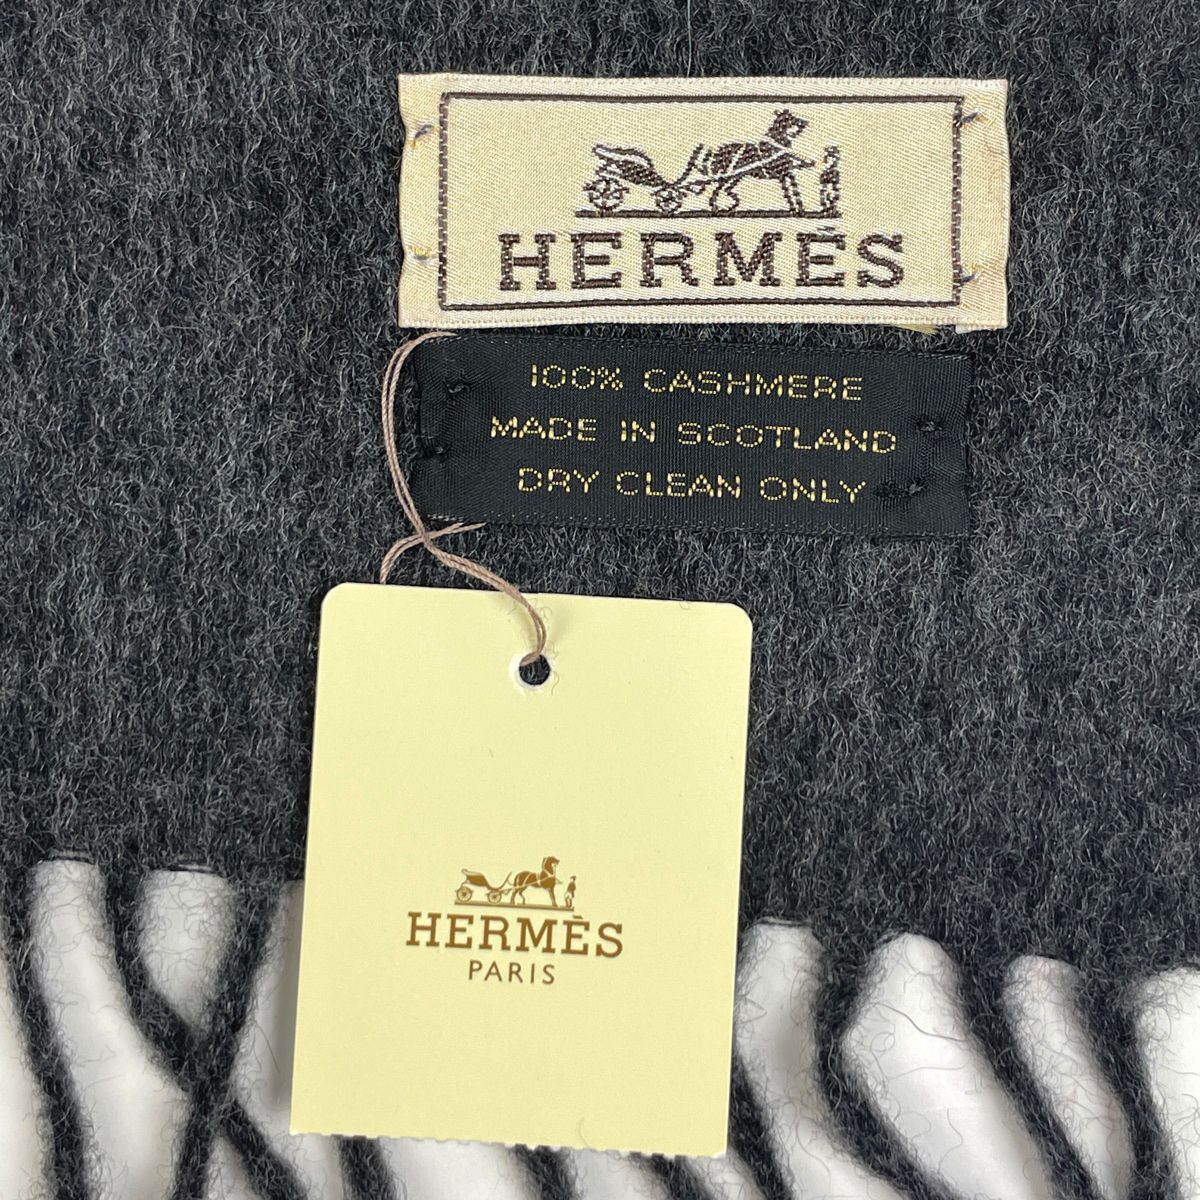 HERMÈS
100% CASHMERE
MADE IN SCOTLAND
DRY CLEAN ONLY
HERMÈS
PARIS